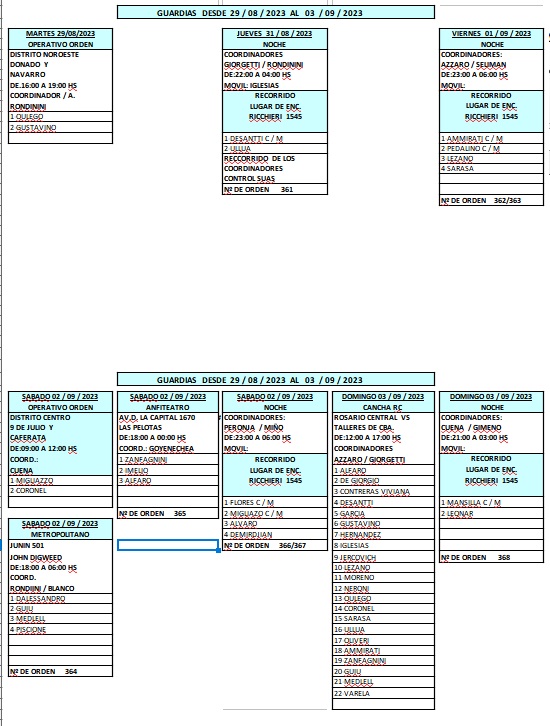 GUARDIAS DESDE 29 / 08 / 2023 AL 03 / 09 / 2023
MARTES 29/08/2023
OPERATIVO ORDEN
DISTRITO NOROESTE
DONADO Y
NAVARRO
DE.16:00 A 19:00 HS
COORDINADOR / A.
RONDININI
1 OULEGO
2 GUSTAVINO
JUEVES 31 / 08 / 2023
NOCHE
COORDINADORES
GIORGETTI / RONDININI
DE:22:00 A 04:00 HS
MOVIL: IGLESIAS
RECORRIDO
LUGAR DE ENC.
RICCHIERI 1545
1 DESANTTI C / M
2 ULLUA
RECCORRIDO DE LOS
COORDINADORES
CONTROL SUAS
Nº DE ORDEN 361
VIERNES 01 / 09 / 2023
NOCHE
COORDINADORES:
AZZARO / SEUMAN
DE:23:00 A 06:00 HS
MOVIL:
RECORRIDO
LUGAR DE ENC.
RICCHIERI 1545
1 AMMIRATI C / M
2 PEDALINO C / M
3 LEZANO
4 SARASA
Nº DE ORDEN 362/363
GUARDIAS DESDE 29 / 08 / 2023 AL 03 / 09 / 2023
SABADO 02 / 09 / 2023
OPERATIVO ORDEN
DISTRITO CENTRO
9 DE JULIO Y
CAFERATA
DE:09:00 A 12:00 HS
COORD.:
CUENA
1 MIGUAZZO
2 CORONEL
SABADO 02 / 09 / 2023
METROPOLITANO
JUNIN 501
JOHN DIGWEED
DE:18:00 A 06:00 HS
COORD.
RONDIINI / BLANCO
1 DALESSANDRO
2 GUJU
3 MEDLELL
4 PISCIONE
Nº DE ORDEN 364
SABADO 02 / 09 / 2023
ANFITEATRO
AV,D, LA CAPITAL 1670
LAS PELOTAS
DE:18:00 A 00:00 HS
COORD.: GOYENECHEA
1 ZANFAGNINI
2 IMELIO
3 ALFARO
Nº DE ORDEN 365
SABADO 02 / 09 / 2023
NOCHE
COORDINADORES:
PERONJA / MIÑO
DE:23:00 A 06:00 HS
MOVIL:
RECORRIDO
LUGAR DE ENC.
RICCHIERI 1545
1 FLORES C / M
2 MIGUAZO C / M
3 ALVARO
4 DEMIRDJIAN
Nº DE ORDEN 366/367
DOMINGO 03 / 09 / 2023
CANCHA RC
ROSARIO CENTRAL VS
TALLERES DE CBA.
DE:12:00 A 17:00 HS
COORDINADORES
AZZARO / GIORGETTI
1 ALFARO
2 DE GIORGIO
3 CONTRERAS VIVIANA
4 DESANTTI
5 GARCIA
6 GUSTAVINO
7 HERNANDEZ
8 IGLESIAS
9 JERCOVICH
10 LEZANO
11 MORENO
12 NERONI
13 OULEGO
14 CORONEL
15 SARASA
16 ULLUA
17 OLIVERI
18 AMMIRATI
19 ZANFAGNINI
20 GUJU
21 MEDLELL
22 VARELA
DOMINGO 03 / 09 / 2023
NOCHE
COORDINADORES:
CUENA / GIMENO
DE:21:00 A 03:00 HS
MOVIL:
RECORRIDO
LUGAR DE ENC.
RICCHIERI 1545
1 MANSILLA C / M
2 LEONAR
Nº DE ORDEN 368